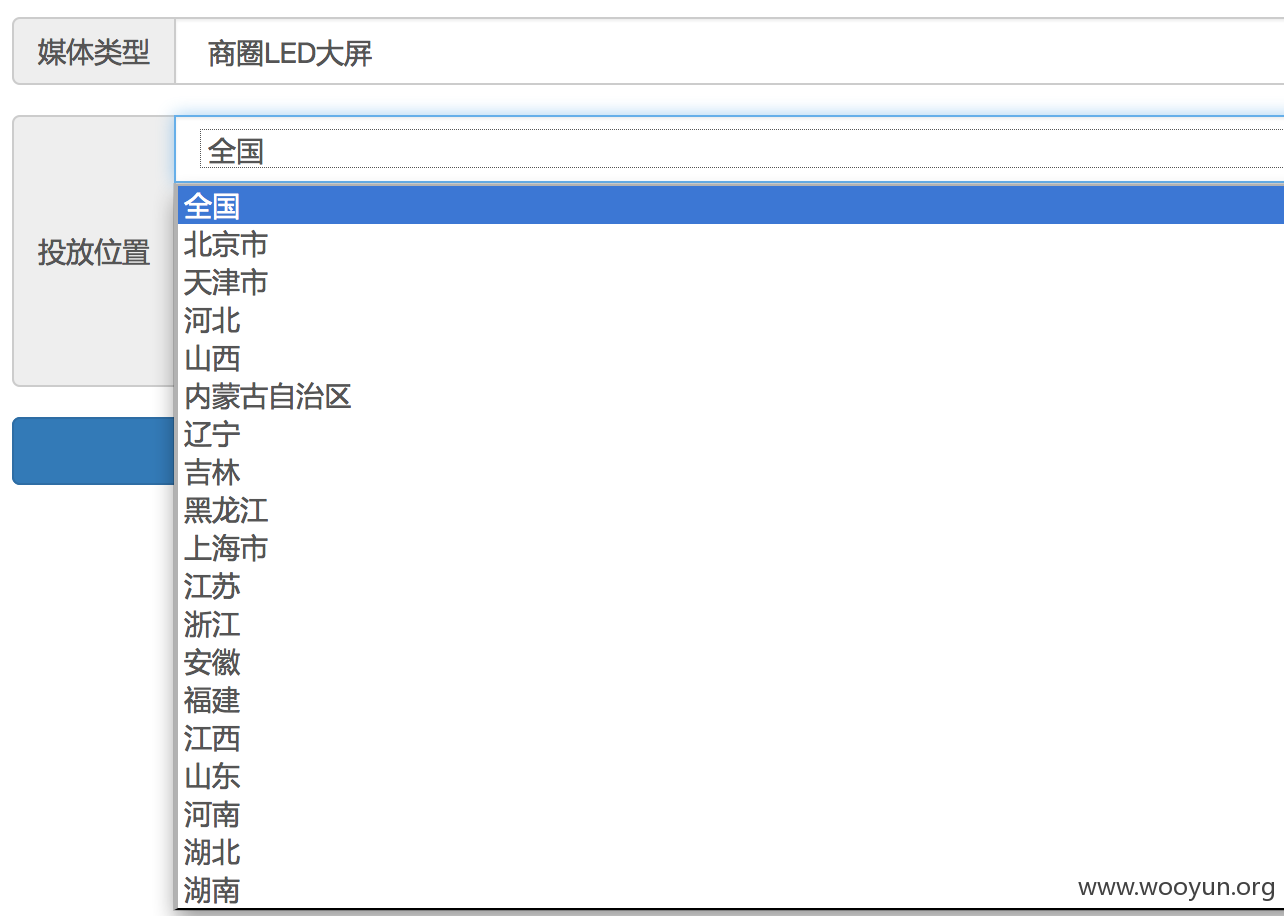 媒体类型
商圈LED大屏
全国
投放位置
全国
北京市
天津市
河北
山西
内蒙古自治区
辽宁
吉林
黑龙江
上海市
江苏
浙江
安徽
福建
江西
山东
河南
湖北
湖南
www.wooyun.org